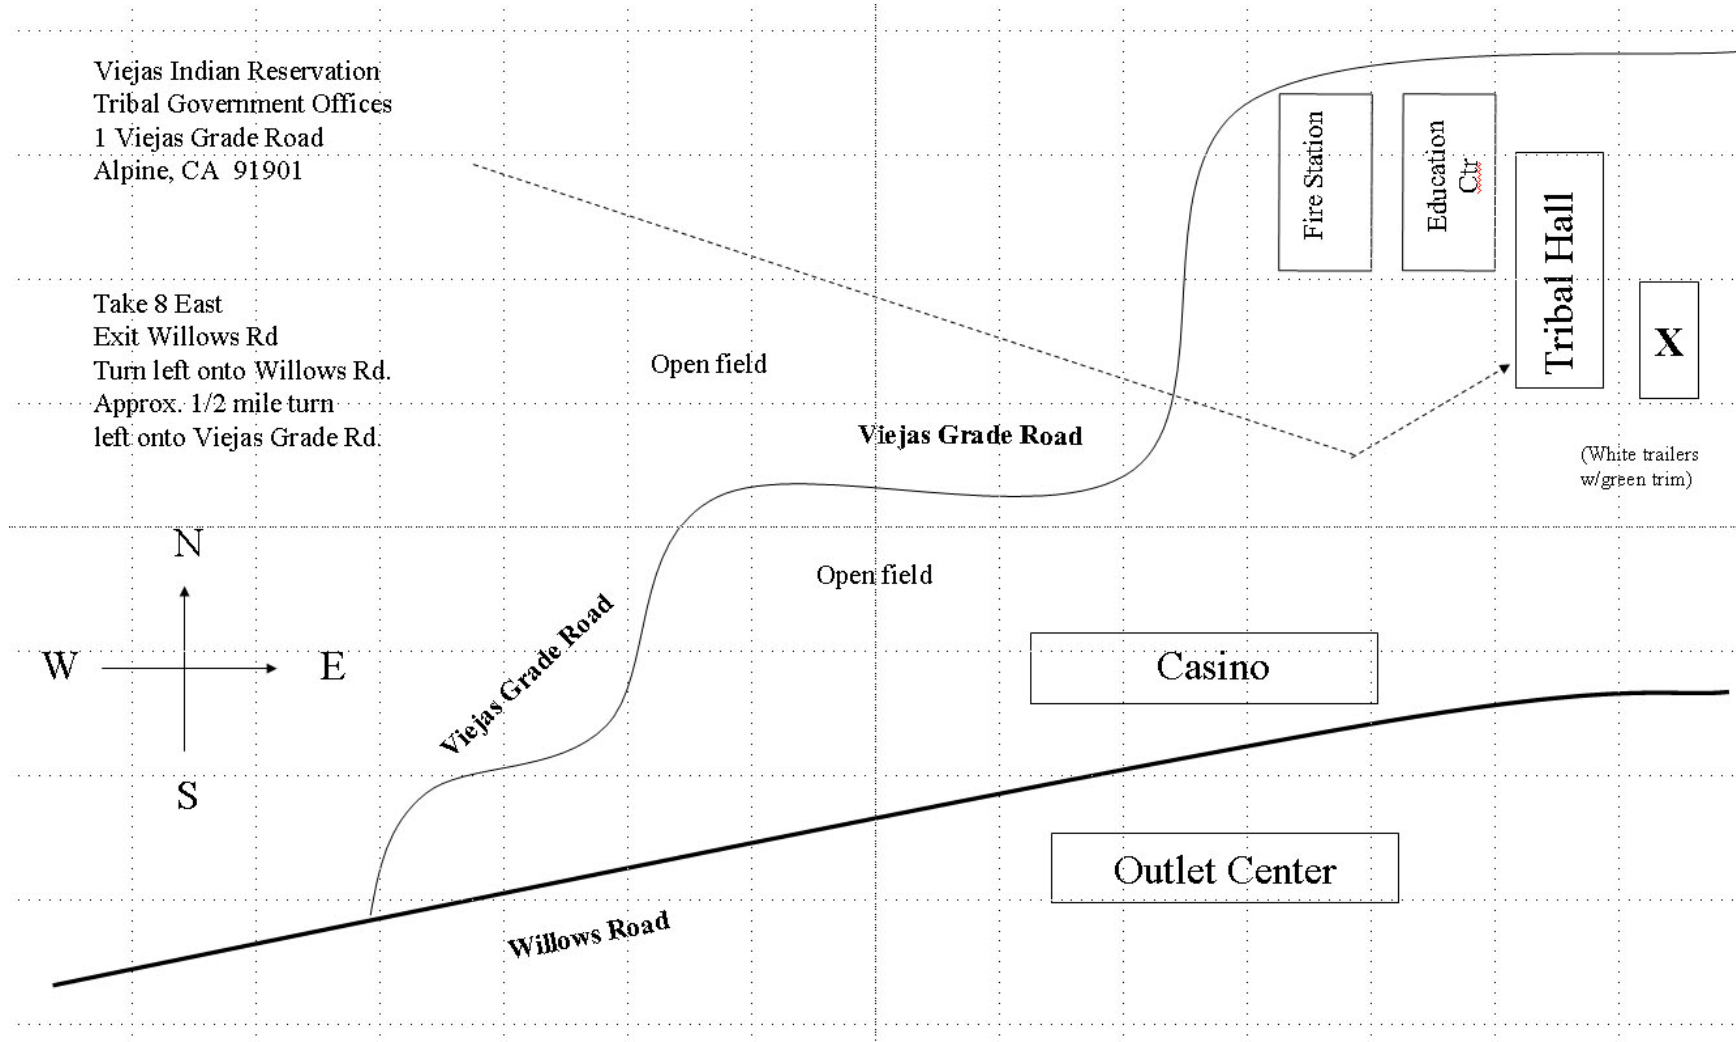 Viejas Indian Reservation
Tribal Government Offices
1 Viejas Grade Road
Alpine, CA  91901
Fire Station
Education
Ctr
Tribal Hall
X
Take 8 East
Exit Willows Rd
Turn left onto Willows Rd.
Approx. 1/2 mile turn
left onto Viejas Grade Rd.
Open field
Viejas Grade Road
(White trailers
w/green trim)
N
W
E
S
Open field
Viejas Grade Road
Casino
Outlet Center
Willows Road